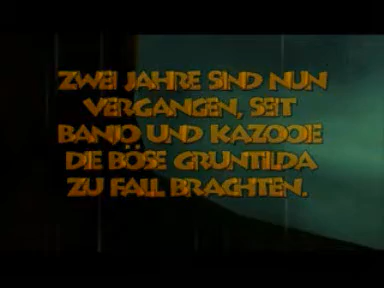 ZWEI JAHRE SIND NUN
VERGANGEN, SEIT
BANJO UND KAZOOIE
DIE BÖSE GRUNTILDA
ZU FALL BRACHTEN.